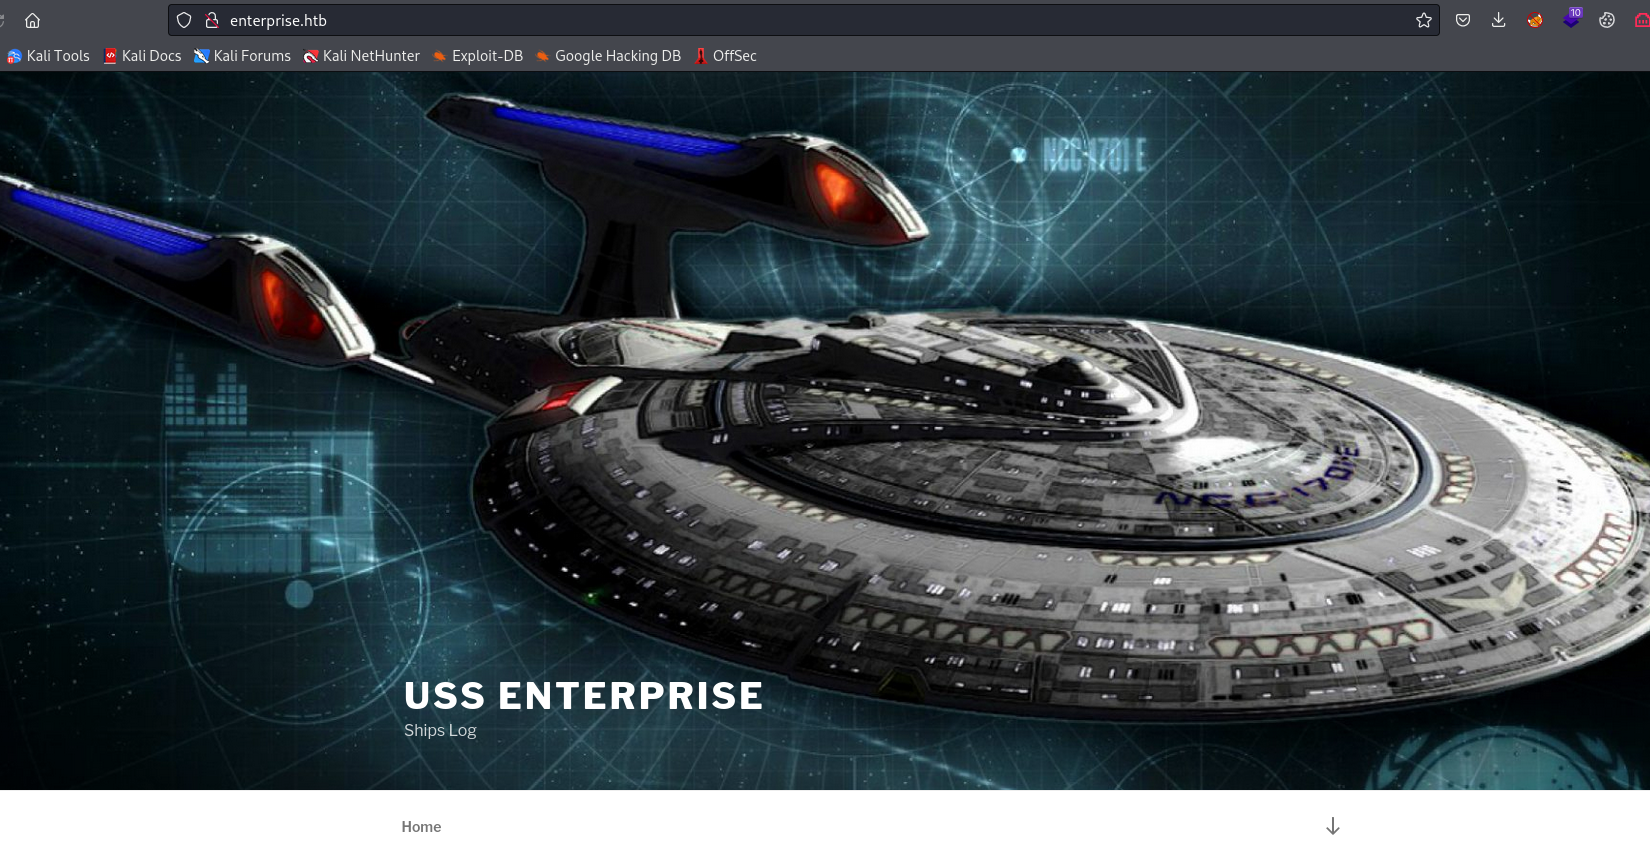 enterprise.htb
10
Kali Tools Kali Docs Kali Forums Kali NetHunter Exploit-DB Google Hacking DB OffSec
NCC-1701 E
NCC-1701-E
USS ENTERPRISE
Ships Log
Home